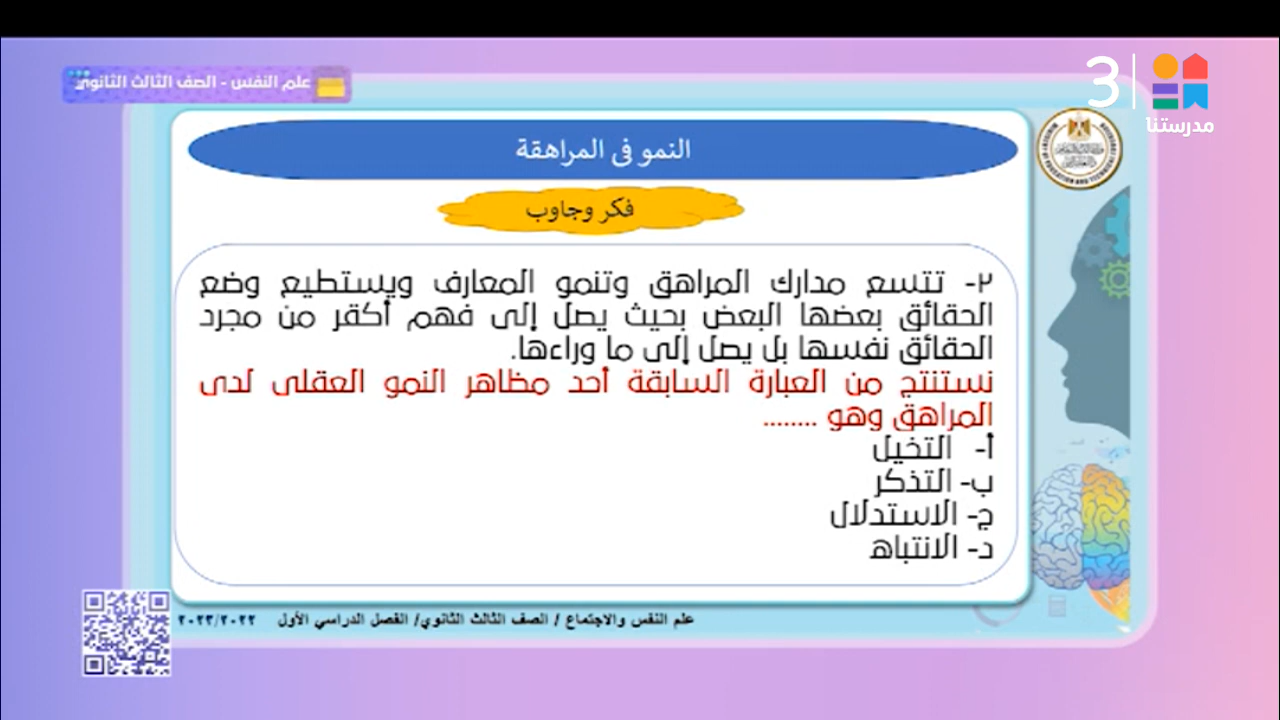 علم النفس - الصف الثالث الثانوي
3
مدرستنا
النمو فى المراهقة
فكر وجاوب
٢- تتسع مدارك المراهق وتنمو المعارف ويستطيع وضع
الحقائق بعضها البعض بحيث يصل إلى فهم أكقر من مجرد
الحقائق نفسها بل يصل إلى ما وراءها.
نستنتج من العبارة السابقة أحد مظاهر النمو العقلى لدى
المراهق وهو ........
أ- التخيل
ب- التذكر
ج- الاستدلال
د- الانتباه
علم النفس والاجتماع / الصف الثالث الثانوي/ الفصل الدراسي الأول ٢٠٢٣/٢٠٢٢